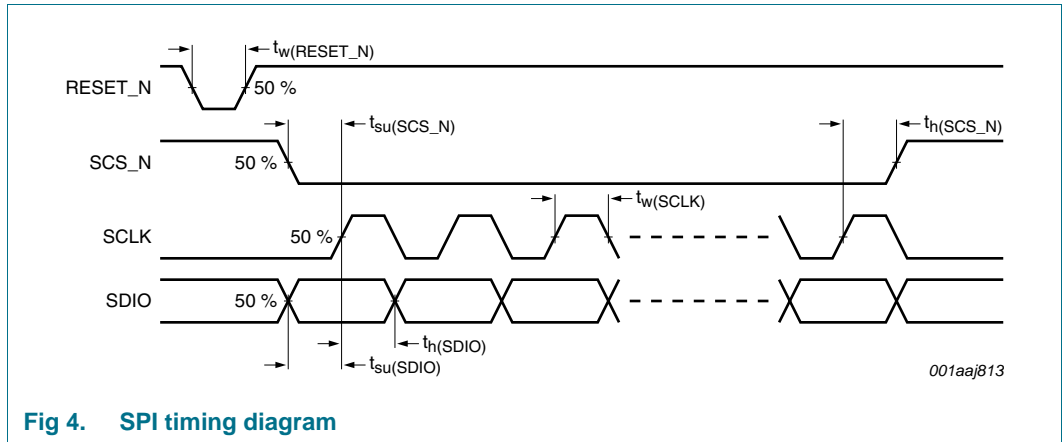 tw(RESET_N)
RESET_N
50 %
tsu(SCS_N)
th(SCS_N)
SCS_N
50 %
tw(SCLK)
SCLK
50 %
SDIO
50 %
th(SDIO)
tsu(SDIO)
001aaj813
Fig 4. SPI timing diagram